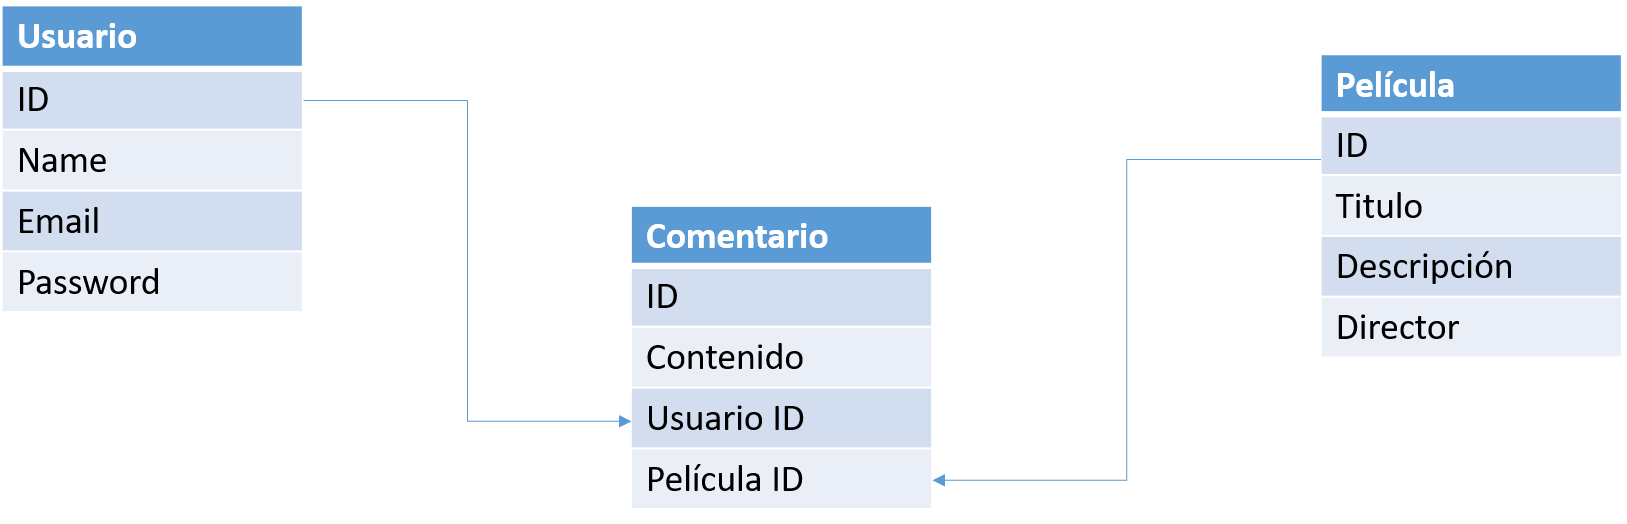 Usuario
ID
Name
Email
Password
Comentario
ID
Contenido
Usuario ID
Película ID
Película
ID
Titulo
Descripción
Director